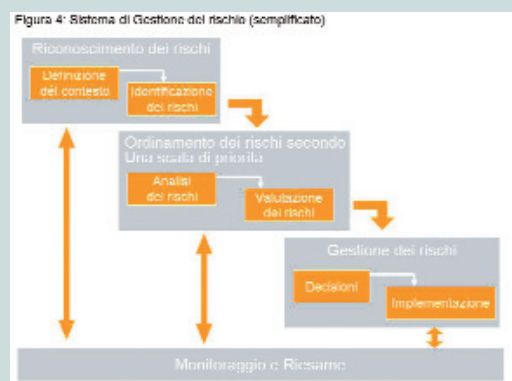 Figura 4: Sistema di Gestione del rischio (semplificato)
Riconoscimento dei rischi
Definizione
del contesto
Identificazione
dei rischi
Ordinamento dei rischi secondo
Una scala di priorità
Analisi
dei rischi
Valutazione
dei rischi
Gestione dei rischi
Decisioni
Implementazione
Monitoraggio e Riesame